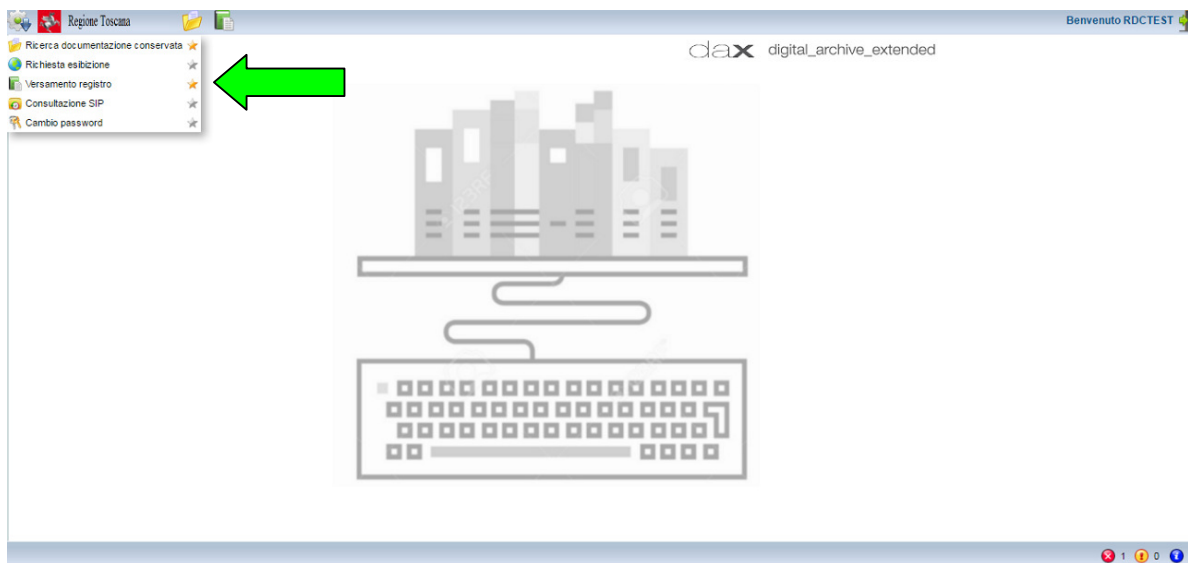 Regione Toscana
Benvenuto RDCTEST
Ricerca documentazione conservata
dax digital_archive_extended
Richiesta esibizione
Versamento registro
Consultazione SIP
Cambio password
1 0